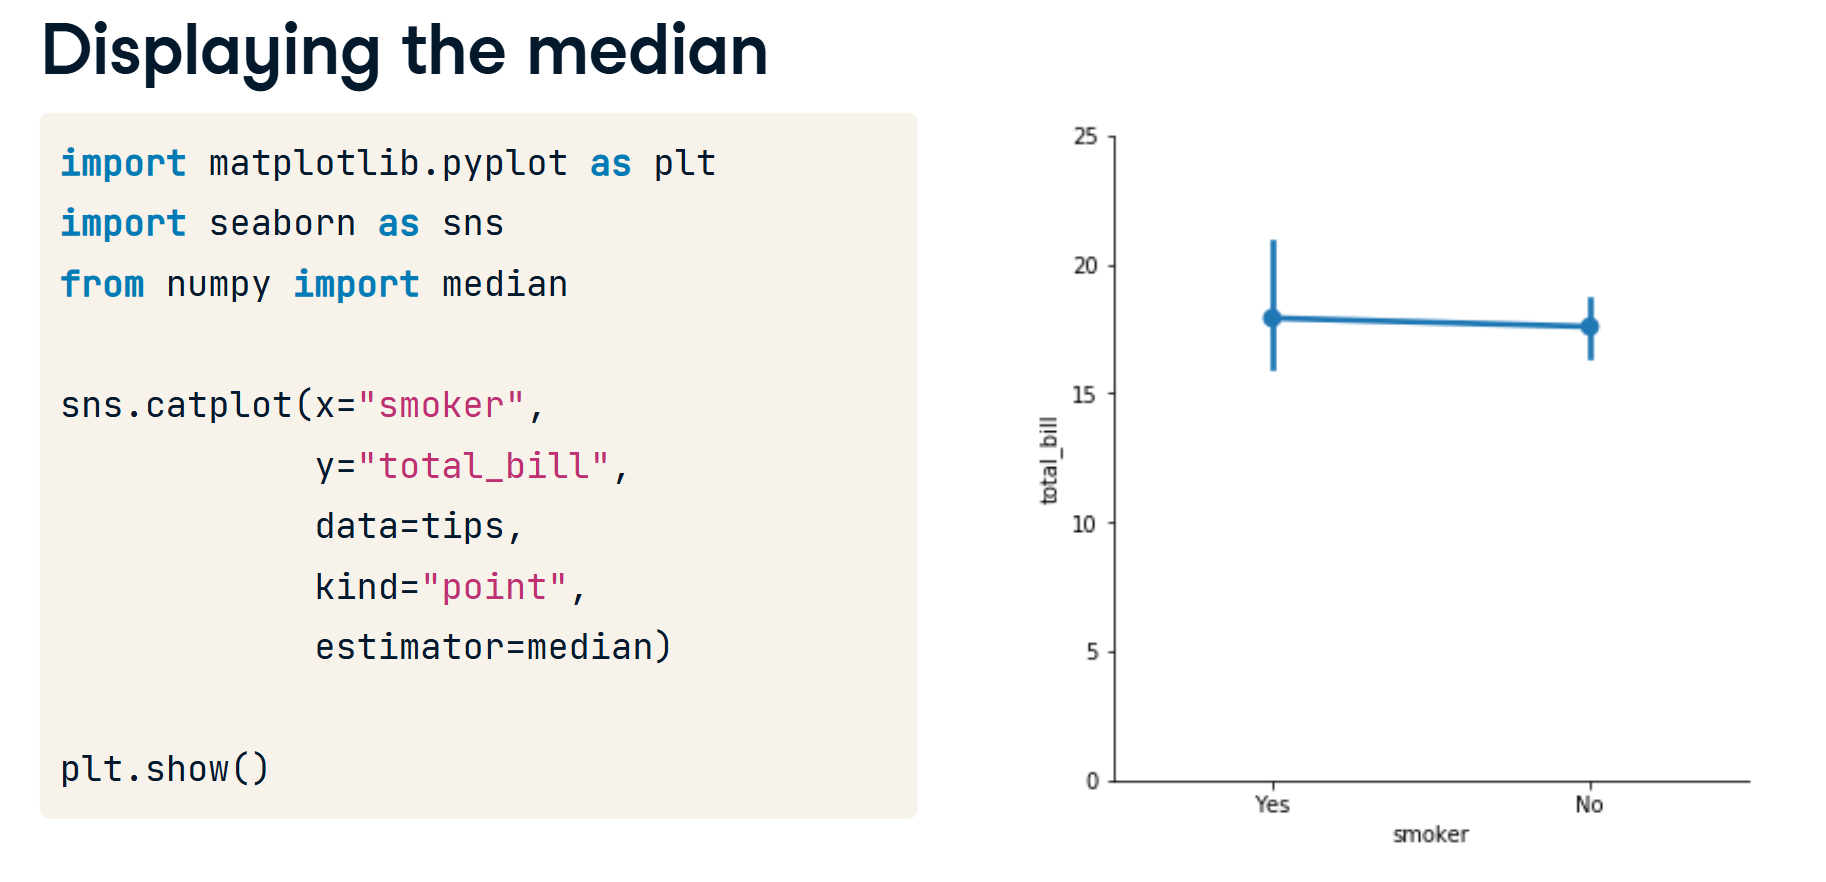 Displaying the median
import matplotlib.pyplot as plt
import seaborn as sns
from numpy import median
sns.catplot(x="smoker",
            y="total_bill",
            data=tips,
            kind="point",
            estimator=median)
plt.show()
25
20
15
10
5
0
total_bill
Yes No
smoker